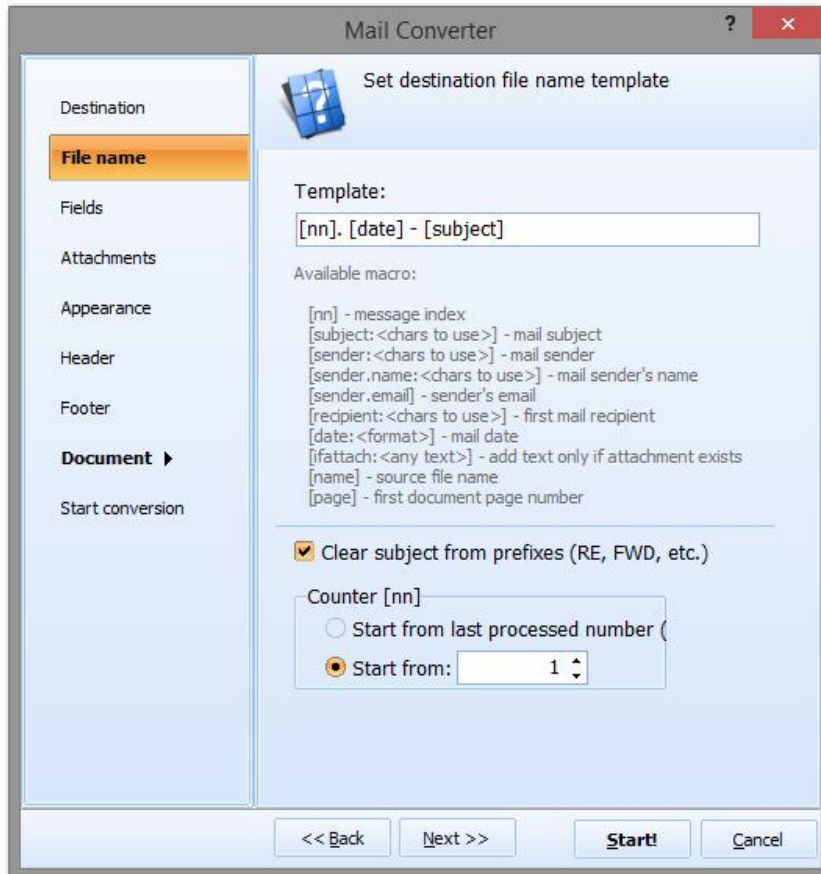 Mail Converter
?
Destination
File name
Fields
Attachments
Appearance
Header
Footer
Document
Start conversion
Set destination file name template
Template:
[nn]. [date] - [subject]
Available macro:
[nn] - message index
[subject:<chars to use>] - mail subject
[sender:<chars to use>] - mail sender
[sender.name:<chars to use>] - mail sender's name
[sender.email] - sender's email
[recipient:<chars to use>] - first mail recipient
[date:<format>] - mail date
[ifattach:<any text>] - add text only if attachment exists
[name] - source file name
[page] - first document page number
Clear subject from prefixes (RE, FWD, etc.)
Counter [nn]
Start from last processed number (
Start from: 1
<< Back Next >> Start! Cancel